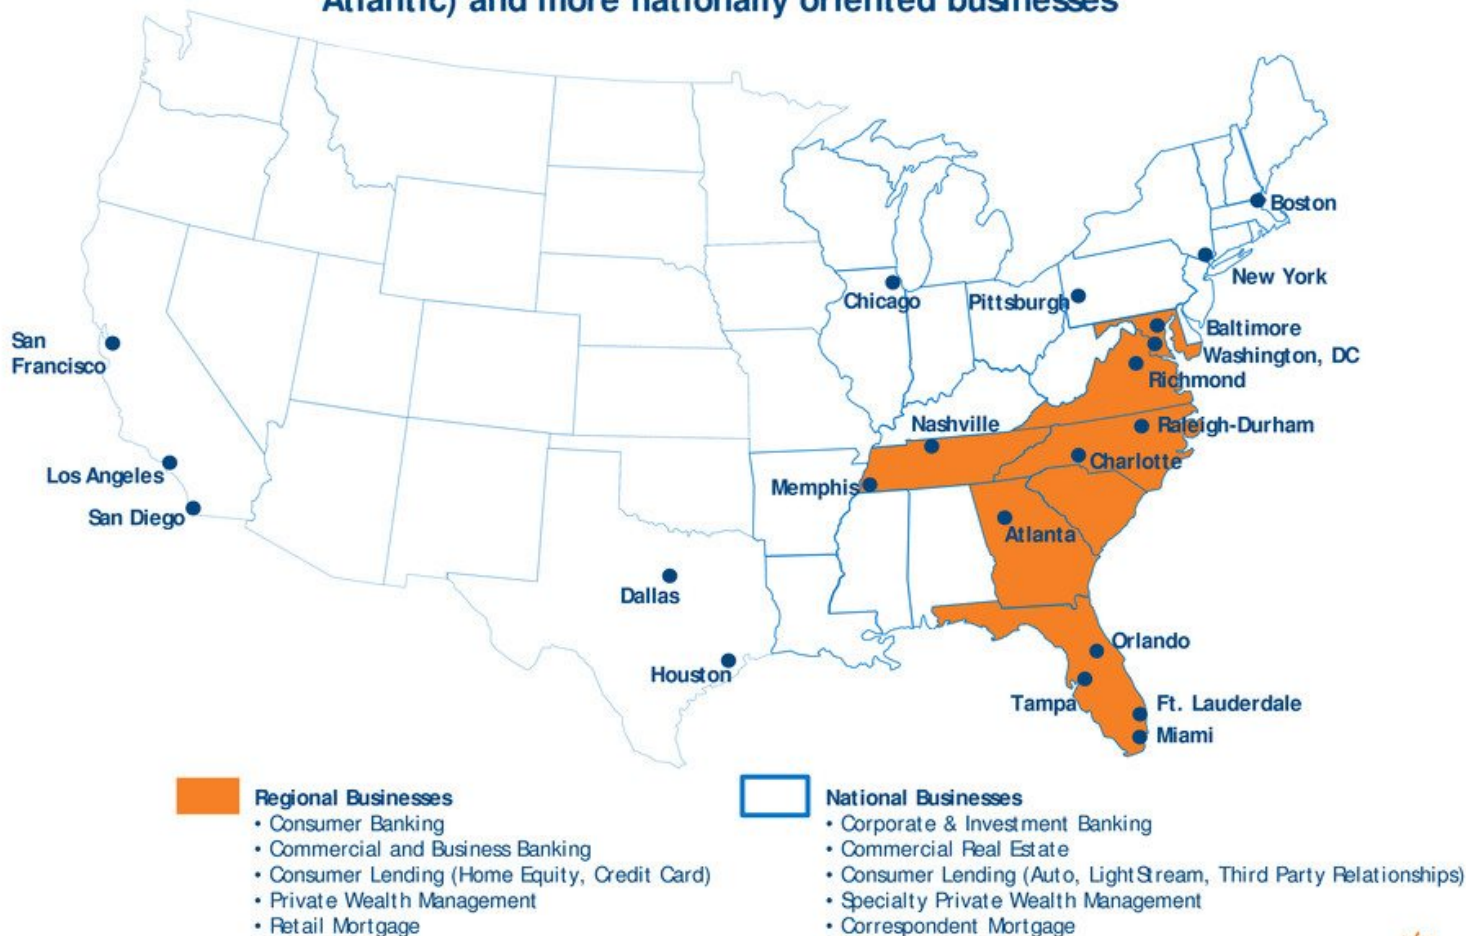 Atlantic) and more nationally oriented businesses
Boston
New York
Chicago
Pittsburgh
Baltimore
Washington, DC
Richmond
San
Francisco
Nashville
Raleigh-Durham
Charlotte
Los Angeles
Memphis
San Diego
Atlanta
Dallas
Orlando
Houston
Tampa
Ft. Lauderdale
Miami
Regional Businesses
• Consumer Banking
• Commercial and Business Banking
• Consumer Lending (Home Equity, Credit Card)
• Private Wealth Management
• Retail Mortgage
National Businesses
• Corporate & Investment Banking
• Commercial Real Estate
• Consumer Lending (Auto, LightStream, Third Party Relationships)
• Specialty Private Wealth Management
• Correspondent Mortgage